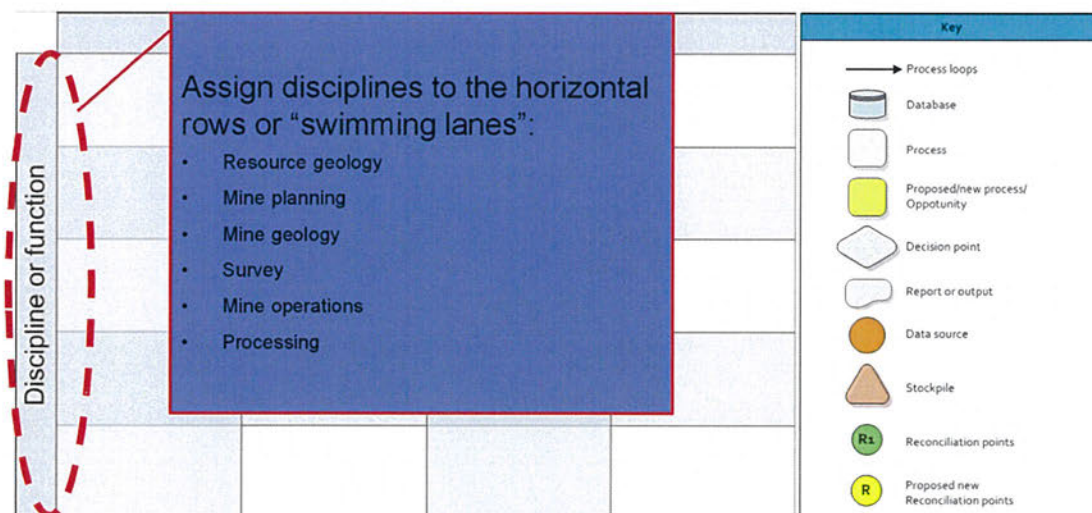 Discipline or function
Assign disciplines to the horizontal
rows or “swimming lanes”:
• Resource geology
• Mine planning
• Mine geology
• Survey
• Mine operations
• Processing
Key
Process loops
Database
Process
Proposed/new process/
Oppotunity
Decision point
Report or output
Data source
Stockpile
R1 Reconciliation points
R Proposed new
Reconciliation points